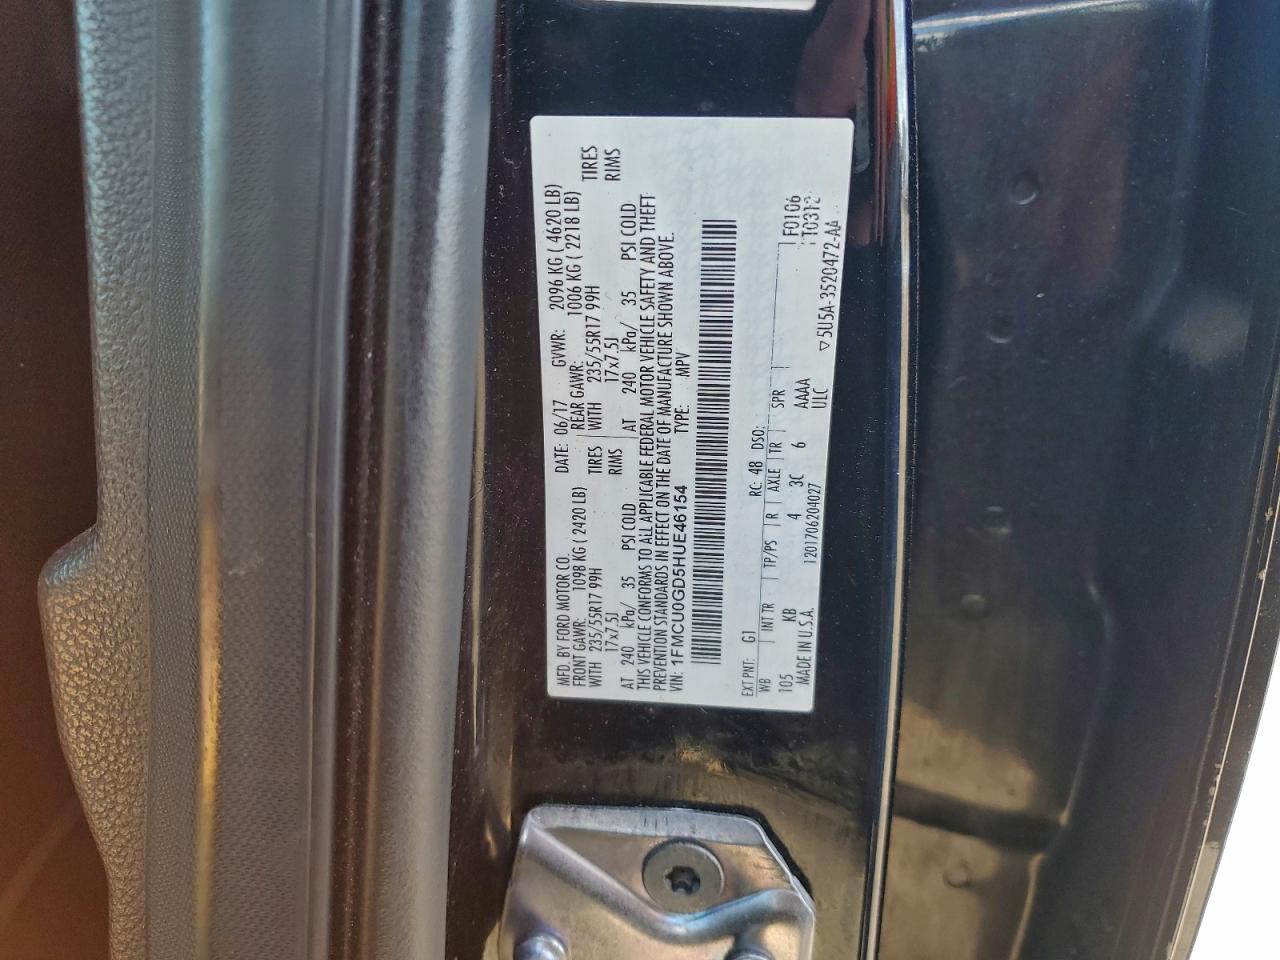 MFD. BY FORD MOTOR CO. DATE: 06/17 GVWR: 2096 KG ( 4620 LB)
FRONT GAWR: 1098 KG ( 2420 LB) REAR GAWR: 1006 KG ( 2218 LB)
WITH 235/55R17 99H TIRES WITH 235/55R17 99H TIRES
17x7.5J RIMS 17x7.5J RIMS
AT 240 kPa/ 35 PSI COLD AT 240 kPa/ 35 PSI COLD
THIS VEHICLE CONFORMS TO ALL APPLICABLE FEDERAL MOTOR VEHICLE SAFETY AND THEFT
PREVENTION STANDARDS IN EFFECT ON THE DATE OF MANUFACTURE SHOWN ABOVE.
VIN: 1FMCU0GD5HUE46154 TYPE: MPV
EXT PNT: G1 RC: 48 DSO:
WB INT TR TP/PS R AXLE TR SPR F0106
105 KB 4 3C 6 AAAA T0312
MADE IN U.S.A. 1201706204027 ULC ▽5U5A-3520472-AA